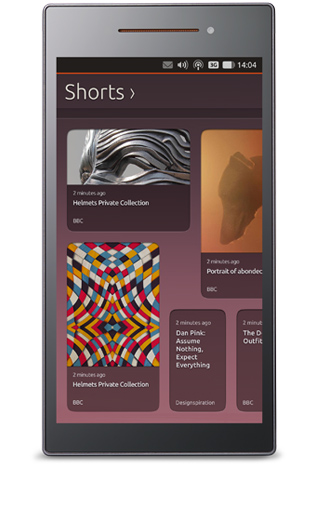 3G 14:04
Shorts ›
2 minutes ago
Helmets Private Collection
BBC
2 minutes ago
Portrait of abondec
BBC
2 minutes ago
Helmets Private Collection
BBC
2 minutes ago
Dan Pink:
Assume
Nothing,
Expect
Everything
Designspiration
2 minutes
The D
Outfit
BBC